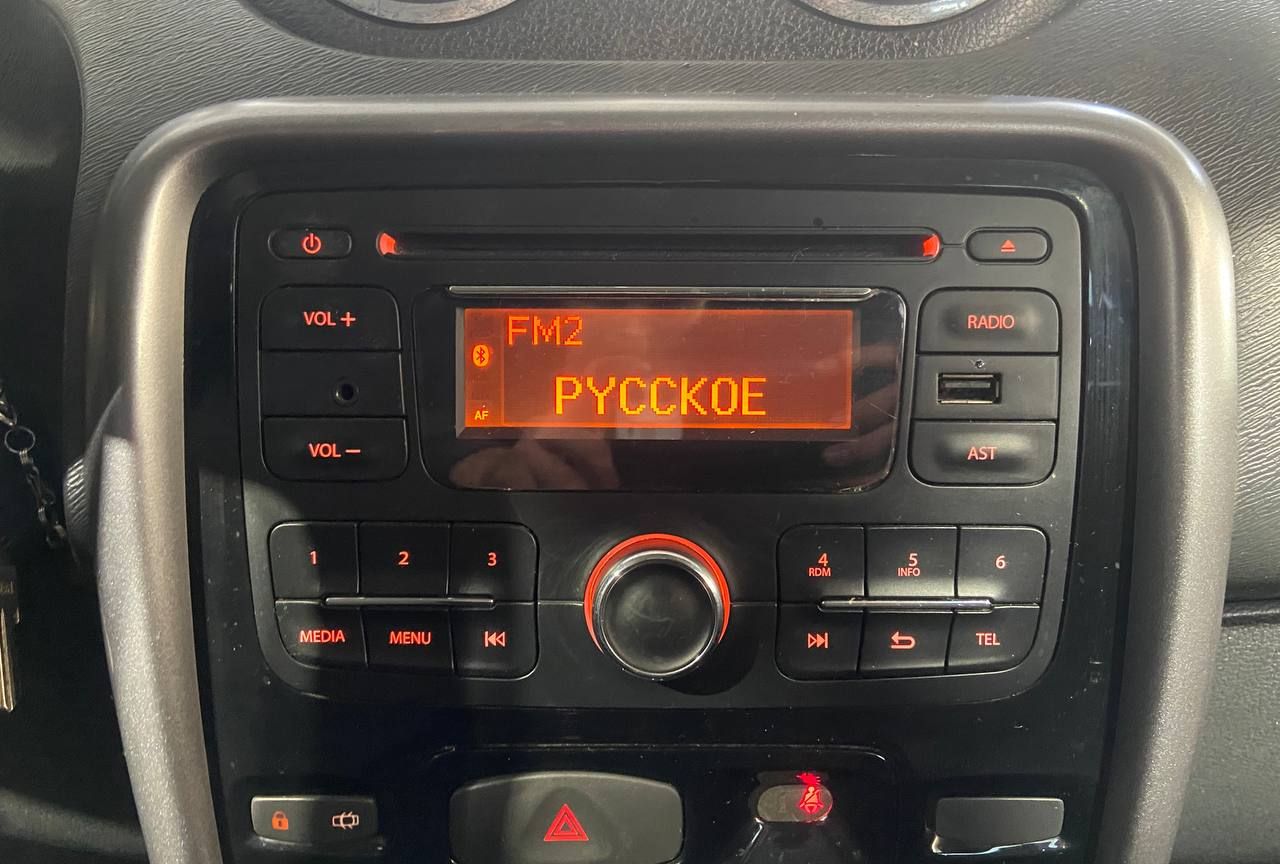 VOL +
FM2
RADIO
AF
РУССКОЕ
VOL –
AST
1 2 3
4 5 6
RDM INFO
MEDIA MENU
TEL